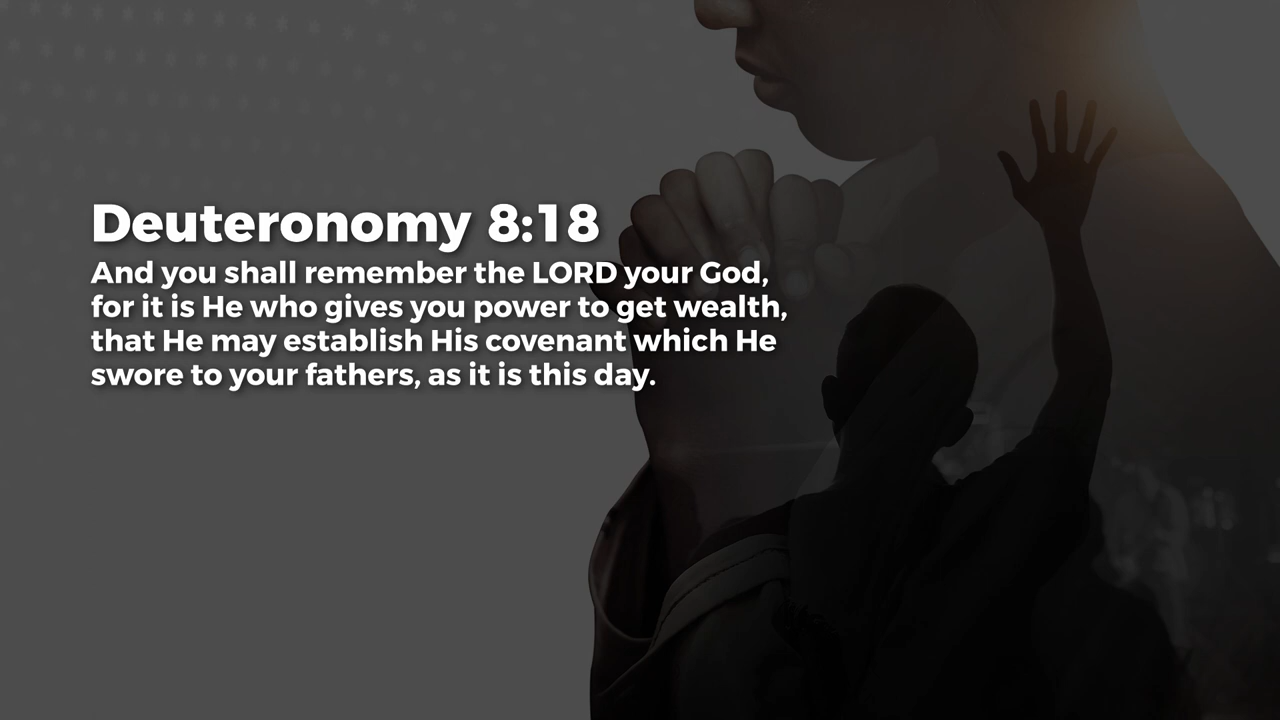 Deuteronomy 8:18
And you shall remember the LORD your God,
for it is He who gives you power to get wealth,
that He may establish His covenant which He
swore to your fathers, as it is this day.